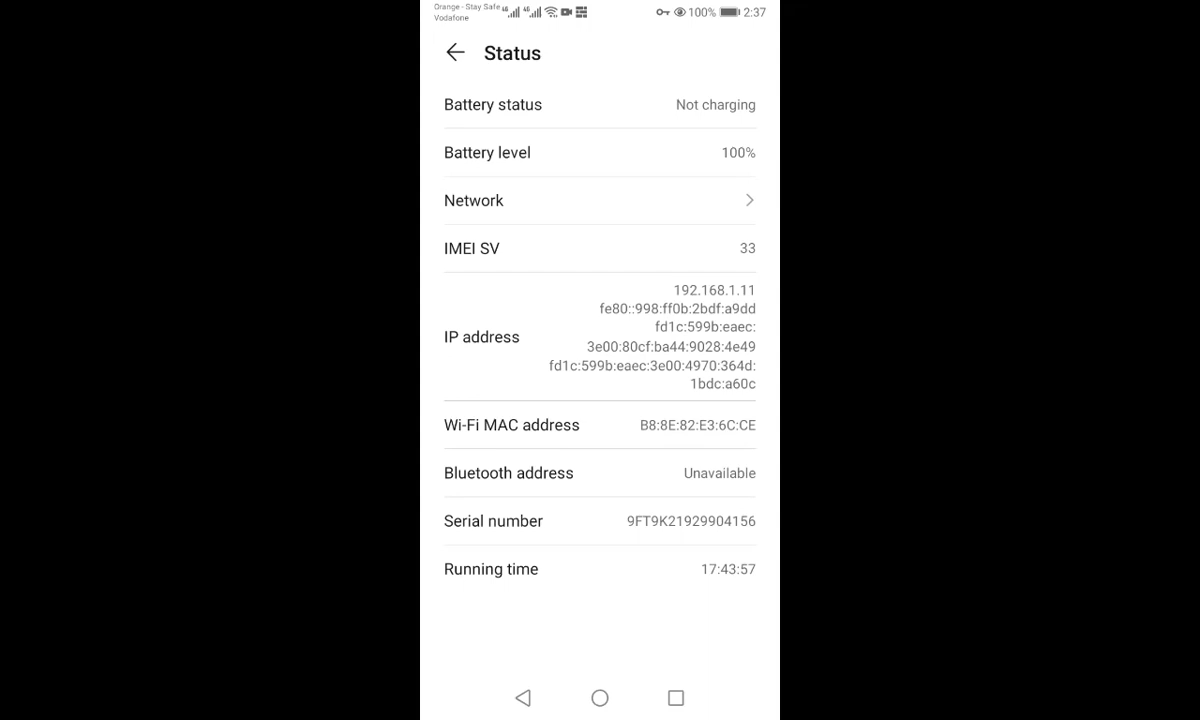 Orange - Stay Safe 4G 4G 100% 2:37
Vodafone
Status
Battery status Not charging
Battery level 100%
Network
IMEI SV 33
192.168.1.11
fe80::998:ff0b:2bdf:a9dd
fd1c:599b:eaec:
IP address
3e00:80cf:ba44:9028:4e49
fd1c:599b:eaec:3e00:4970:364d:
1bdc:a60c
Wi-Fi MAC address B8:8E:82:E3:6C:CE
Bluetooth address Unavailable
Serial number 9FT9K21929904156
Running time 17:43:57